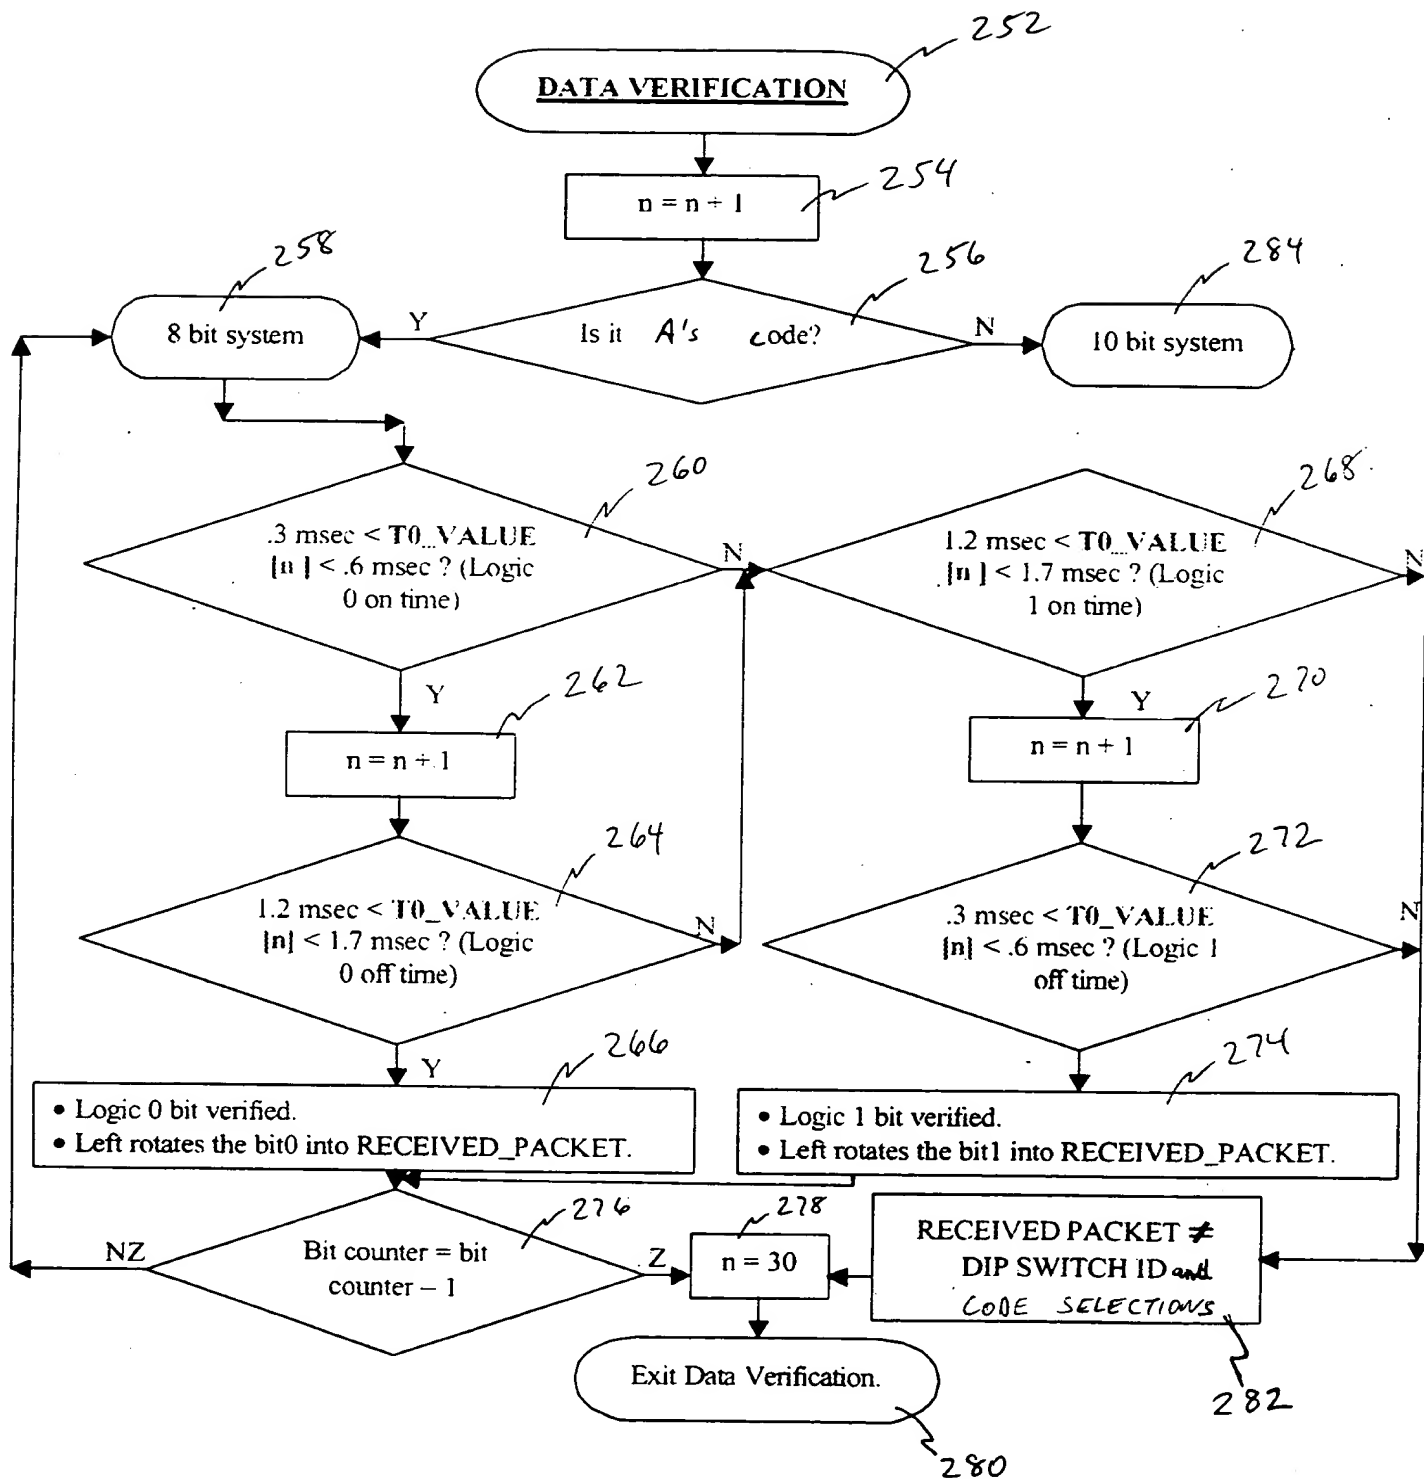 252
DATA VERIFICATION
254
n = n + 1
258
256
284
8 bit system
Y
Is it A's code?
N
10 bit system
260
268
.3 msec < T0_VALUE
[n] < .6 msec ? (Logic
0 on time)
N
1.2 msec < T0_VALUE
[n] < 1.7 msec ? (Logic
1 on time)
N
Y
262
Y
270
n = n + 1
n = n + 1
264
272
1.2 msec < T0_VALUE
[n] < 1.7 msec ? (Logic
0 off time)
N
.3 msec < T0_VALUE
[n] < .6 msec ? (Logic 1
off time)
N
Y
266
274
• Logic 0 bit verified.
• Left rotates the bit0 into RECEIVED_PACKET.
• Logic 1 bit verified.
• Left rotates the bit1 into RECEIVED_PACKET.
276
278
NZ
Bit counter = bit
counter – 1
Z
n = 30
RECEIVED PACKET ≠
DIP SWITCH ID and
CODE SELECTIONS
Exit Data Verification.
282
280